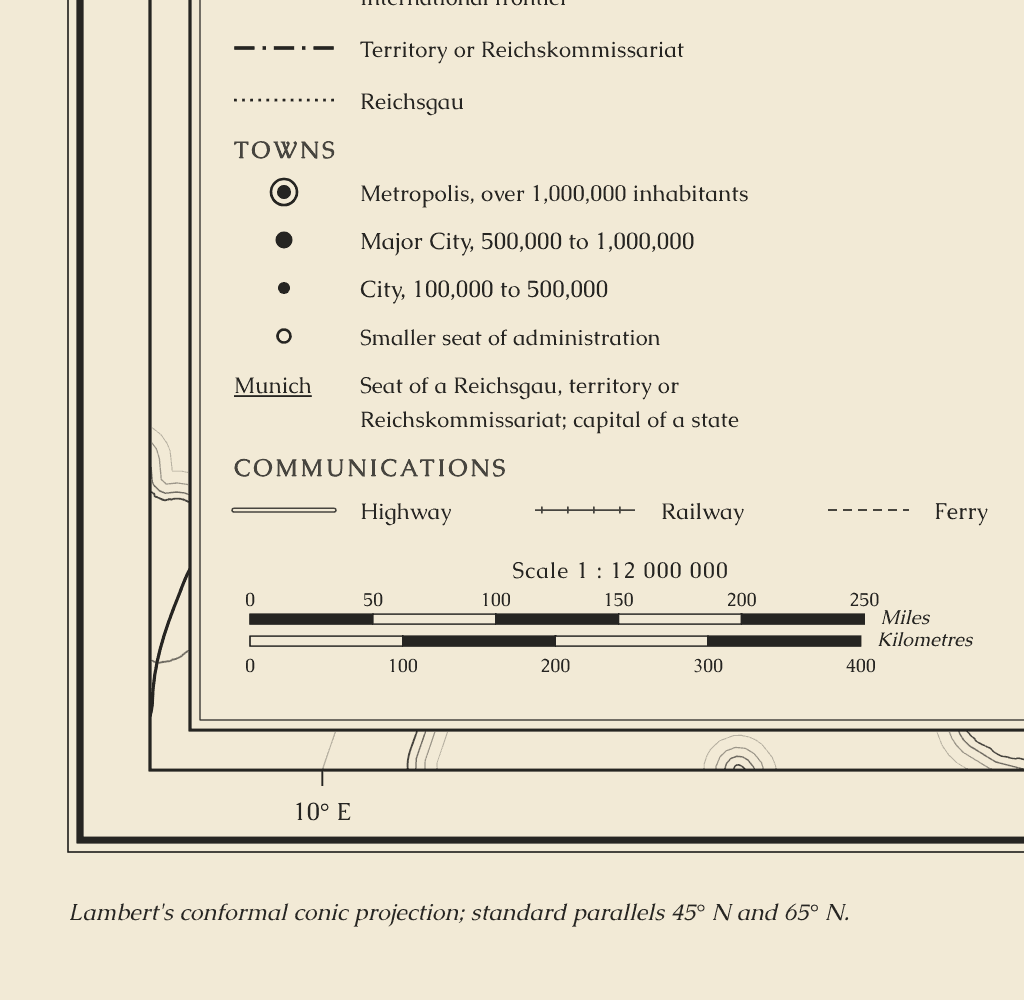 International frontier
Territory or Reichskommissariat
Reichsgau
TOWNS
Metropolis, over 1,000,000 inhabitants
Major City, 500,000 to 1,000,000
City, 100,000 to 500,000
Smaller seat of administration
Munich Seat of a Reichsgau, territory or
Reichskommissariat; capital of a state
COMMUNICATIONS
Highway Railway Ferry
Scale 1 : 12 000 000
0 50 100 150 200 250
Miles
Kilometres
0 100 200 300 400
10° E
Lambert's conformal conic projection; standard parallels 45° N and 65° N.